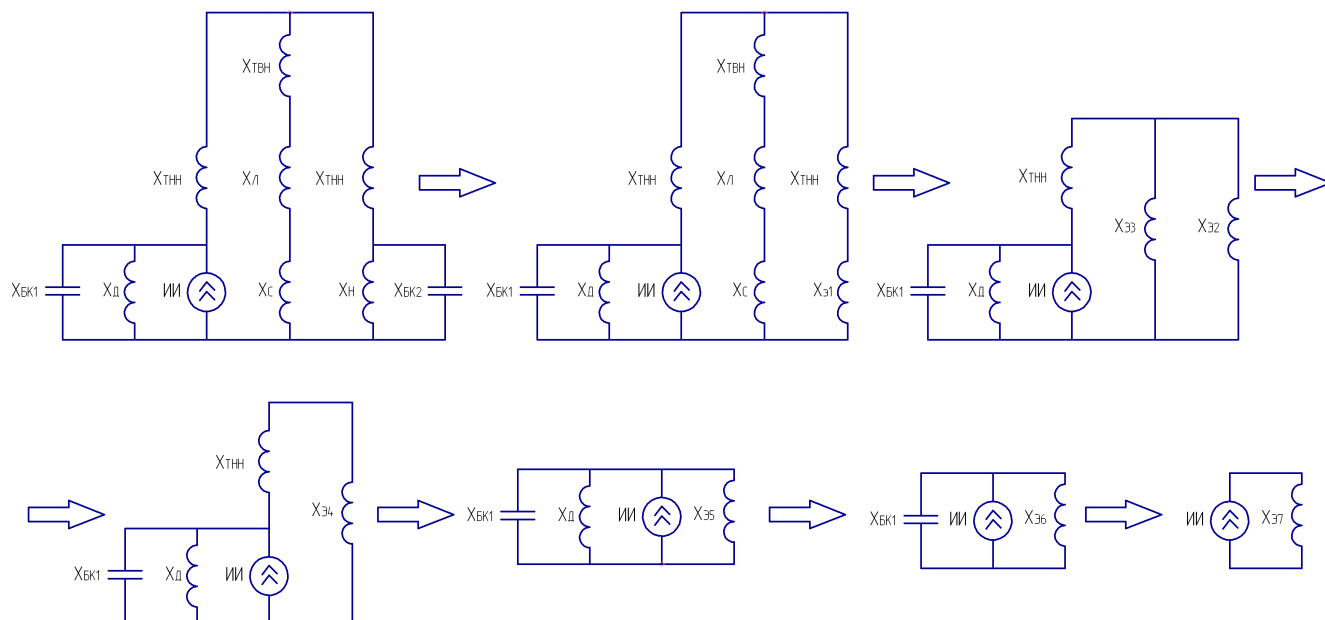 XТВН
XТНН
XЛ
XТНН
XБК1
XД
ИИ
XС
XН
XБК2
XТВН
XТНН
XЛ
XТНН
XБК1
XД
ИИ
XС
Xэ1
XТНН
XЭ3
XЭ2
XБК1
XД
ИИ
XТНН
XЭ4
XБК1
XД
ИИ
XБК1
XД
ИИ
XЭ5
XБК1
ИИ
XЭ6
ИИ
XЭ7